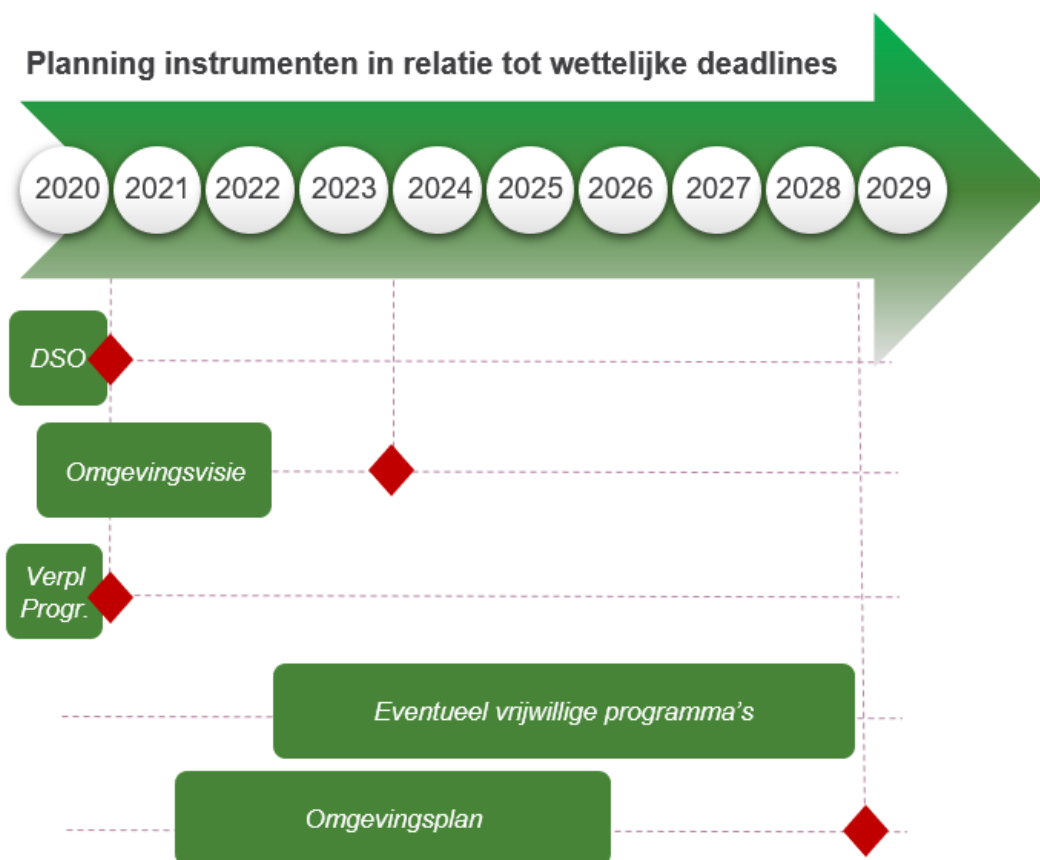 Planning instrumenten in relatie tot wettelijke deadlines
2020 2021 2022 2023 2024 2025 2026 2027 2028 2029
DSO
Omgevingsvisie
Verpl
Progr.
Eventueel vrijwillige programma's
Omgevingsplan